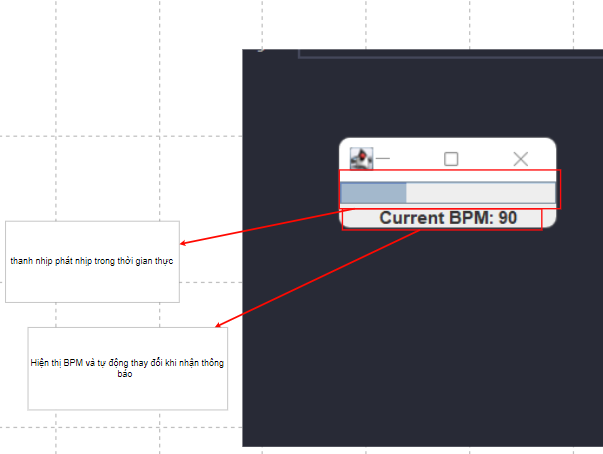 Current BPM: 90
thanh nhịp phát nhịp trong thời gian thực
Hiện thị BPM và tự động thay đổi khi nhận thông
báo